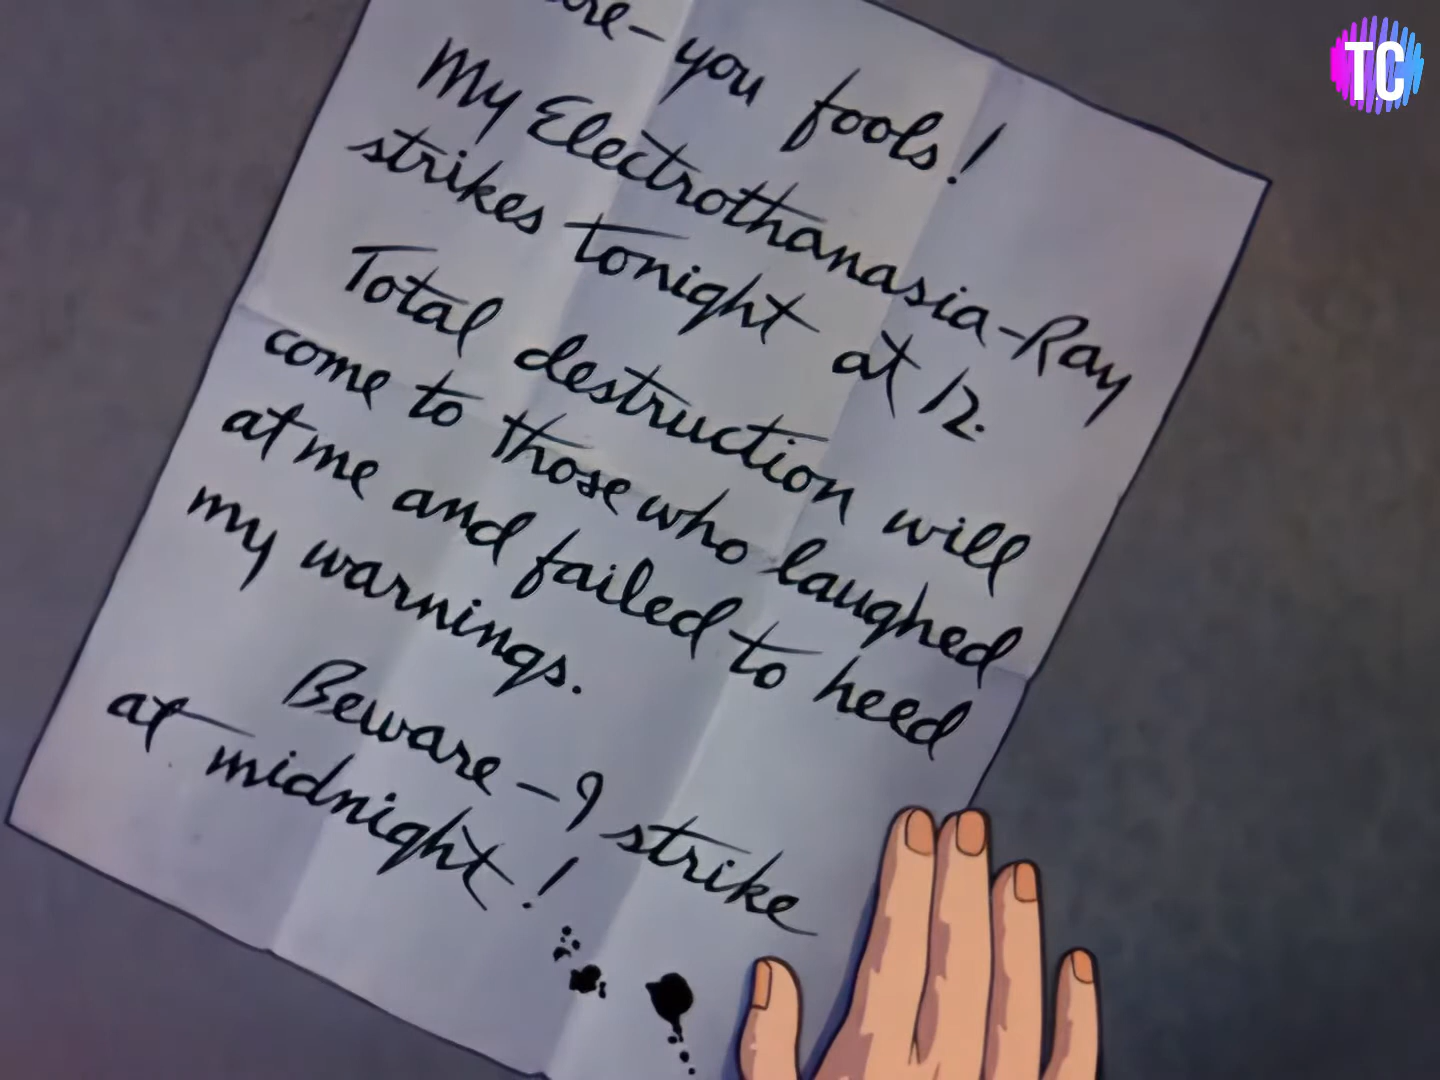 you fools!
My Electrothanasia-Ray
strikes tonight at 12.
Total destruction will
come to those who laughed
at me and failed to heed
my warnings.
Beware-I strike
at midnight!
TC